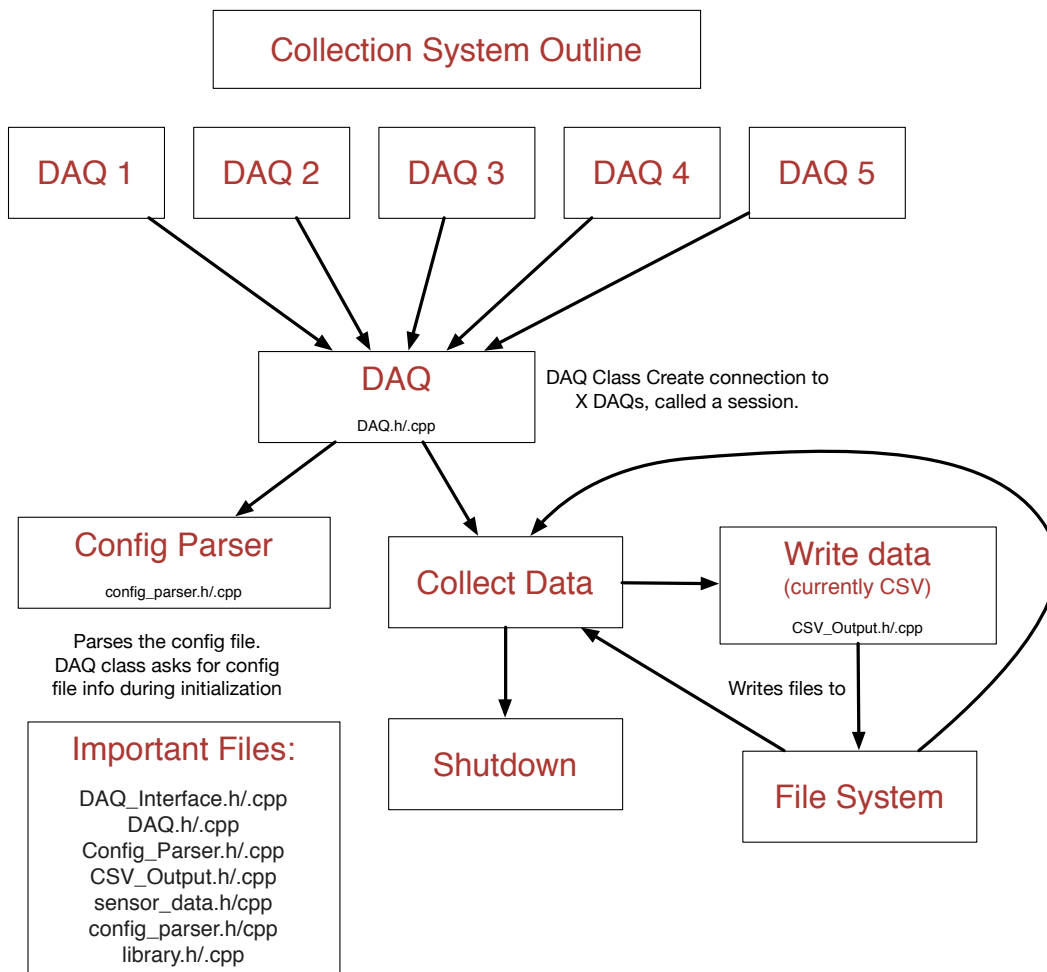 Collection System Outline
DAQ 1
DAQ 2
DAQ 3
DAQ 4
DAQ 5
DAQ
DAQ.h/.cpp
DAQ Class Create connection to
X DAQs, called a session.
Config Parser
config_parser.h/.cpp
Parses the config file.
DAQ class asks for config
file info during initialization
Collect Data
Write data
(currently CSV)
CSV_Output.h/.cpp
Writes files to
Shutdown
File System
Important Files:
DAQ_Interface.h/.cpp
DAQ.h/.cpp
Config_Parser.h/.cpp
CSV_Output.h/.cpp
sensor_data.h/cpp
config_parser.h/cpp
library.h/.cpp